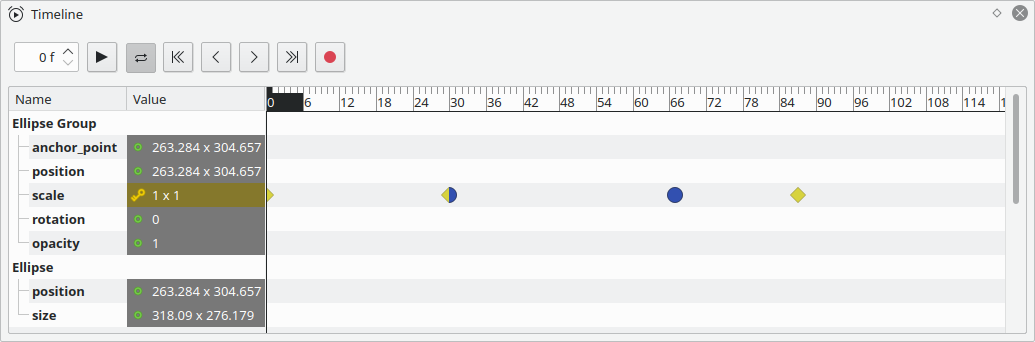 Timeline
0 f
Name Value 0 6 12 18 24 30 36 42 48 54 60 66 72 78 84 90 96 102 108 114 1
Ellipse Group
anchor_point 263.284 x 304.657
position 263.284 x 304.657
scale 1 x 1
rotation 0
opacity 1
Ellipse
position 263.284 x 304.657
size 318.09 x 276.179